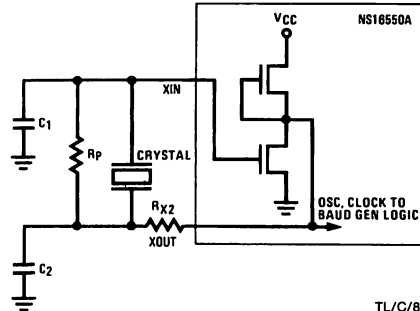 VCC
NS16550A
XIN
C1
RP
CRYSTAL
RX2
OSC, CLOCK TO
BAUD GEN LOGIC
XOUT
C2
TL/C/8